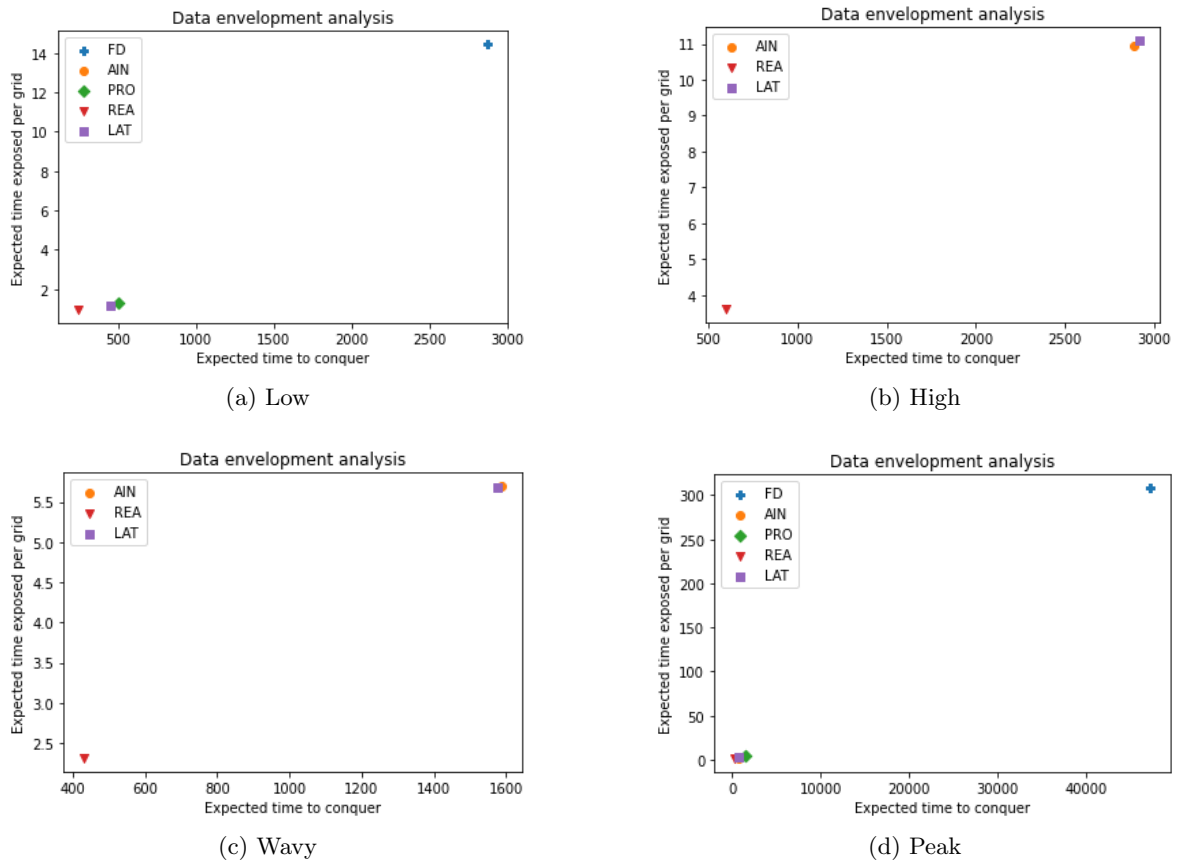 Data envelopment analysis
FD
AIN
PRO
REA
LAT
14
12
10
8
6
4
2
Expected time exposed per grid
500
1000
1500
2000
2500
3000
Expected time to conquer
(a) Low
Data envelopment analysis
AIN
REA
LAT
11
10
9
8
7
6
5
4
Expected time exposed per grid
500
1000
1500
2000
2500
3000
Expected time to conquer
(b) High
Data envelopment analysis
AIN
REA
LAT
5.5
5.0
4.5
4.0
3.5
3.0
2.5
Expected time exposed per grid
400
600
800
1000
1200
1400
1600
Expected time to conquer
(c) Wavy
Data envelopment analysis
FD
AIN
PRO
REA
LAT
300
250
200
150
100
50
0
Expected time exposed per grid
0
10000
20000
30000
40000
Expected time to conquer
(d) Peak